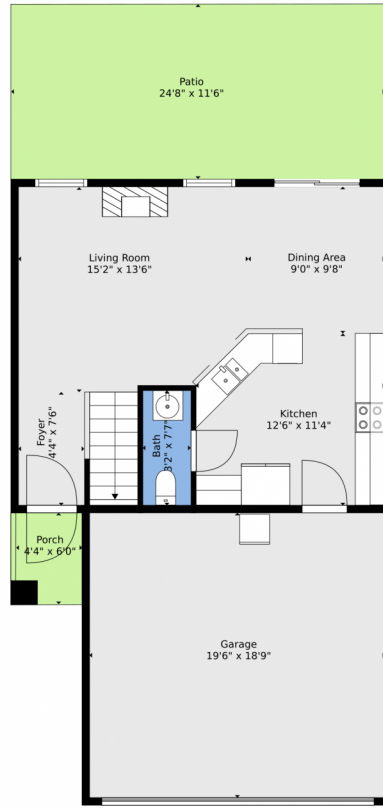 Patio
24'8" x 11'6"
Living Room
15'2" x 13'6"
Dining Area
9'0" x 9'8"
Foyer
4'4" x 7'6"
Bath
3'2" x 7'7"
Kitchen
12'6" x 11'4"
Porch
4'4" x 6'0"
Garage
19'6" x 18'9"